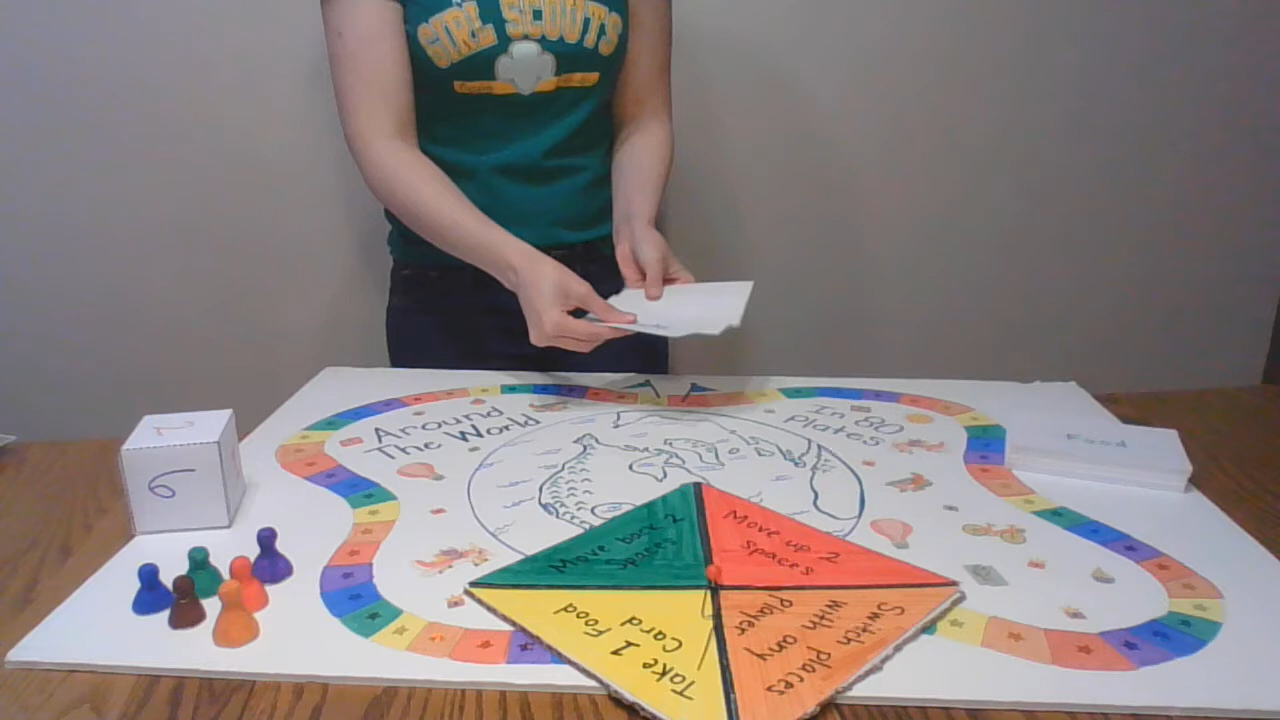 GIRL SCOUTS
Around
The World
In 80
Plates
Food
6
2
Move back 2
Spaces
Move up 2
spaces
Take 1 Food
Card
Switch places
with any
Player